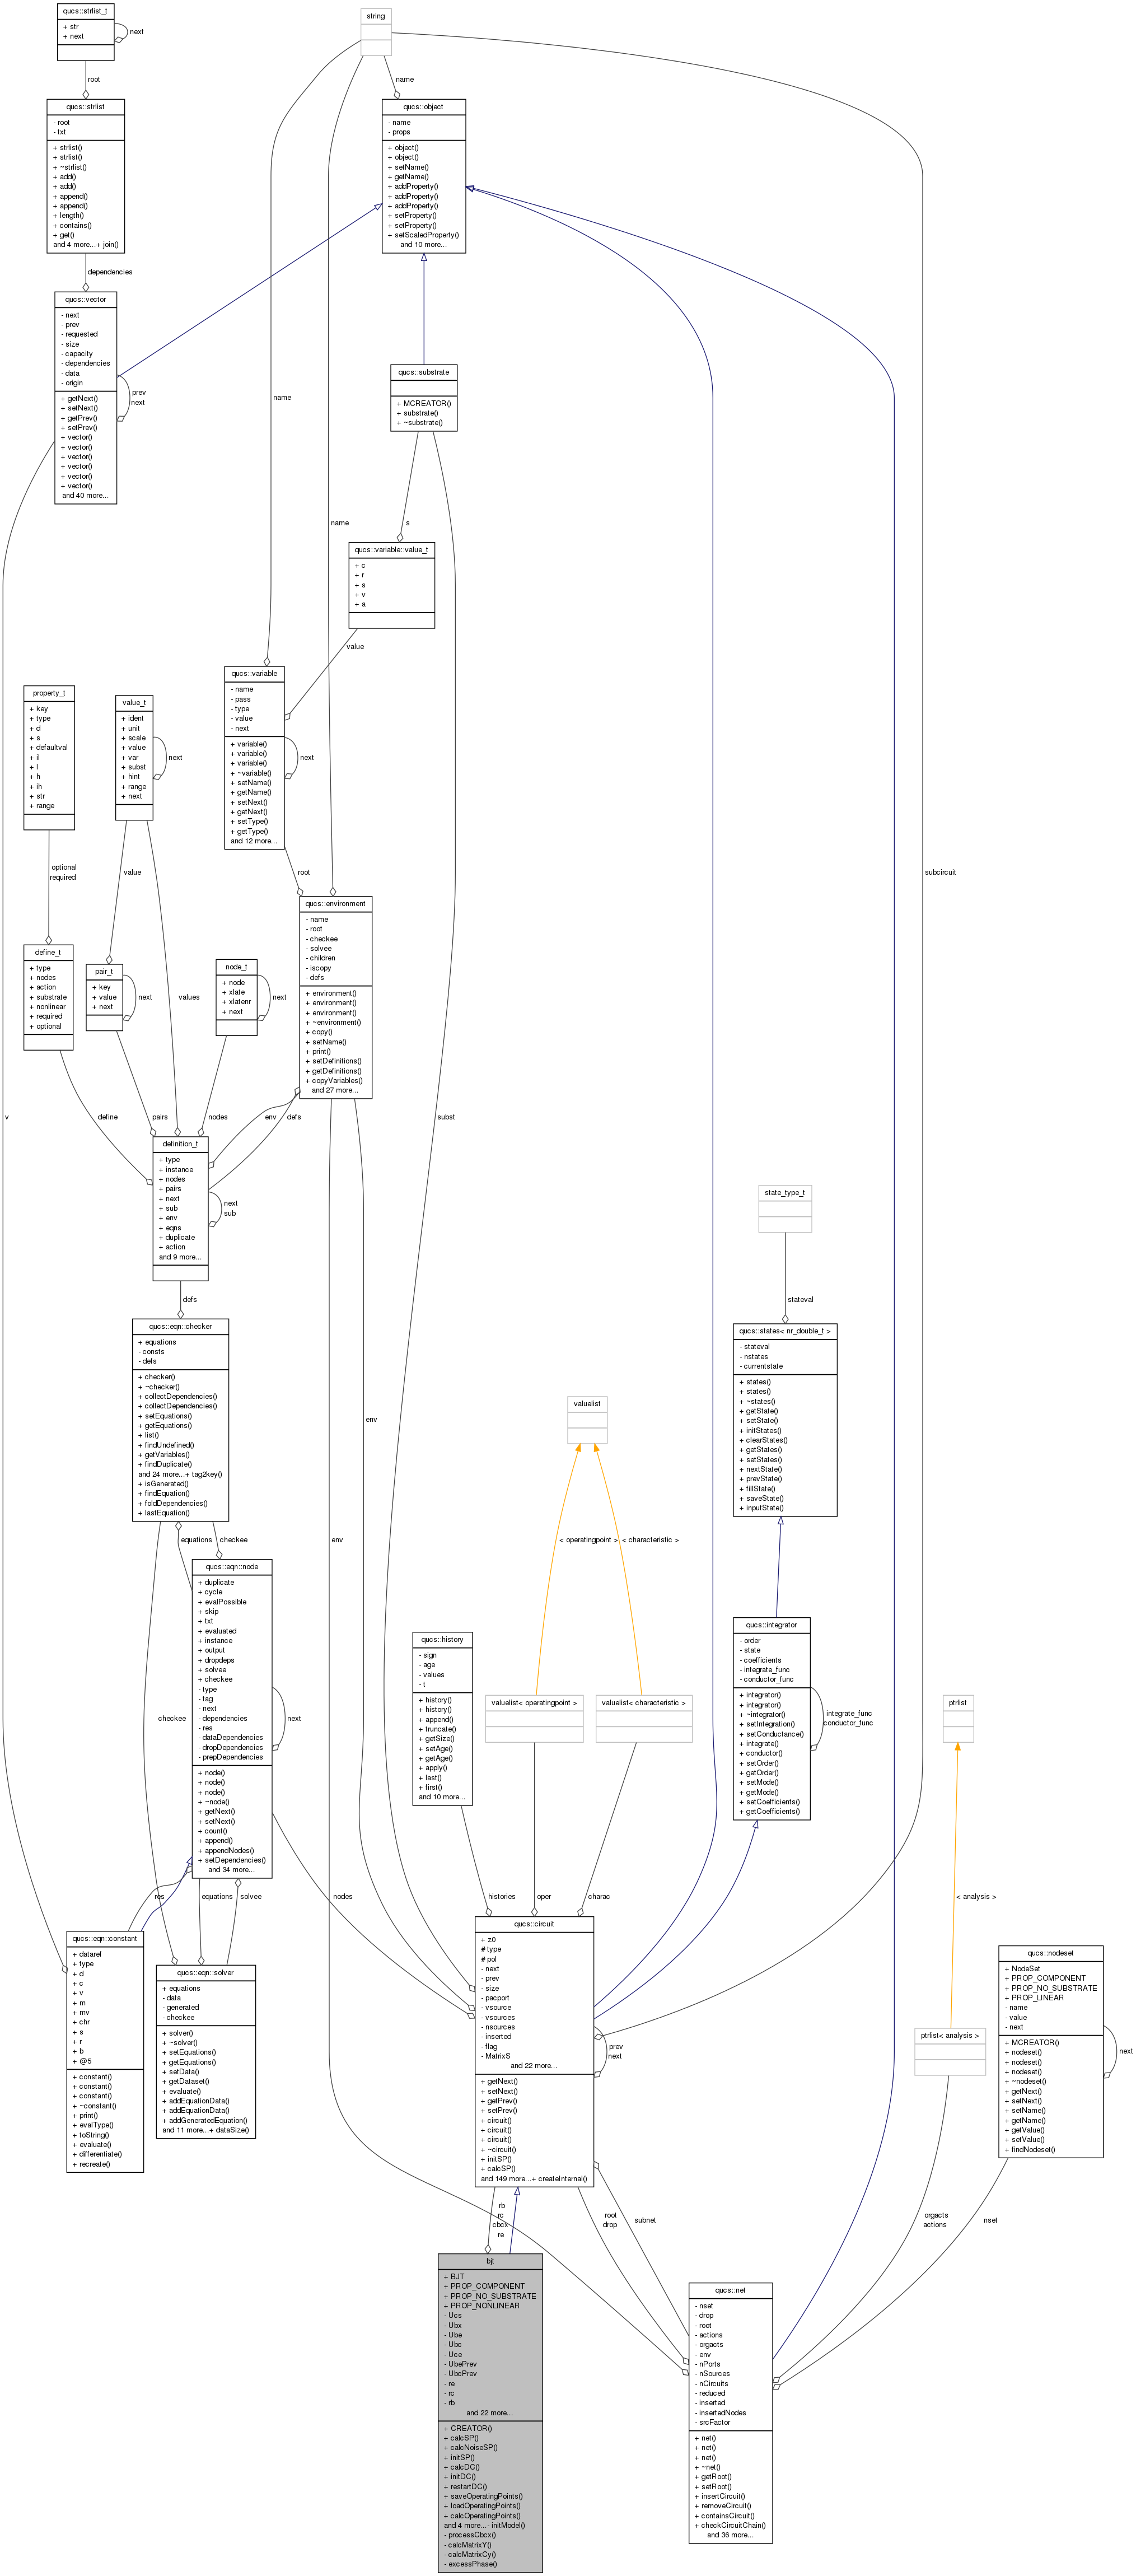 qucs::strlist_t
+ str
+ next
next
root
qucs::strlist
- root
- txt
+ strlist()
+ strlist()
+ ~strlist()
+ add()
+ add()
+ append()
+ append()
+ length()
+ contains()
+ get()
and 4 more...+ join()
dependencies
qucs::vector
- next
- prev
- requested
- size
- capacity
- dependencies
- data
- origin
+ getNext()
+ setNext()
+ getPrev()
+ setPrev()
+ vector()
+ vector()
+ vector()
+ vector()
+ vector()
+ vector()
and 40 more...
prev
next
string
name
qucs::object
- name
- props
+ object()
+ object()
+ setName()
+ getName()
+ addProperty()
+ addProperty()
+ addProperty()
+ setProperty()
+ setProperty()
+ setScaledProperty()
and 10 more...
qucs::substrate
+ MCREATOR()
+ substrate()
+ ~substrate()
name
name
s
qucs::variable::value_t
+ c
+ r
+ s
+ v
+ a
value
qucs::variable
- name
- pass
- type
- value
- next
+ variable()
+ variable()
+ variable()
+ ~variable()
+ setName()
+ getName()
+ setNext()
+ getNext()
+ setType()
+ getType()
and 12 more...
next
root
property_t
+ key
+ type
+ d
+ s
+ defaultval
+ il
+ l
+ h
+ ih
+ str
+ range
optional
required
value_t
+ ident
+ unit
+ scale
+ value
+ var
+ subst
+ hint
+ range
+ next
next
value
values
subcircuit
qucs::environment
- name
- root
- checkee
- solvee
- children
- iscopy
- defs
+ environment()
+ environment()
+ environment()
+ ~environment()
+ copy()
+ setName()
+ print()
+ setDefinitions()
+ getDefinitions()
+ copyVariables()
and 27 more...
define_t
+ type
+ nodes
+ action
+ substrate
+ nonlinear
+ required
+ optional
pair_t
+ key
+ value
+ next
next
node_t
+ node
+ xlate
+ xlatenr
+ next
next
v
define
pairs
nodes
env
defs
subst
definition_t
+ type
+ instance
+ nodes
+ pairs
+ next
+ sub
+ env
+ eqns
+ duplicate
+ action
and 9 more...
next
sub
defs
qucs::eqn::checker
+ equations
- consts
- defs
+ checker()
+ ~checker()
+ collectDependencies()
+ collectDependencies()
+ setEquations()
+ getEquations()
+ list()
+ findUndefined()
+ getVariables()
+ findDuplicate()
and 24 more...+ tag2key()
+ isGenerated()
+ findEquation()
+ foldDependencies()
+ lastEquation()
equations
checkee
env
env
state_type_t
stateval
qucs::states< nr_double_t >
- stateval
- nstates
- currentstate
+ states()
+ states()
+ ~states()
+ getState()
+ setState()
+ initStates()
+ clearStates()
+ getStates()
+ setStates()
+ nextState()
+ prevState()
+ fillState()
+ saveState()
+ inputState()
valuelist
< operatingpoint >
< characteristic >
qucs::eqn::node
+ duplicate
+ cycle
+ evalPossible
+ skip
+ txt
+ evaluated
+ instance
+ output
+ dropdeps
+ solvee
+ checkee
- type
- tag
- next
- dependencies
- res
- dataDependencies
- dropDependencies
- prepDependencies
+ node()
+ node()
+ node()
+ ~node()
+ getNext()
+ setNext()
+ count()
+ append()
+ appendNodes()
+ setDependencies()
and 34 more...
next
checkee
qucs::history
- sign
- age
- values
- t
+ history()
+ history()
+ append()
+ truncate()
+ getSize()
+ setAge()
+ getAge()
+ apply()
+ last()
+ first()
and 10 more...
valuelist< operatingpoint >
valuelist< characteristic >
qucs::integrator
- order
- state
- coefficients
- integrate_func
- conductor_func
+ integrator()
+ integrator()
+ ~integrator()
+ setIntegration()
+ setConductance()
+ integrate()
+ conductor()
+ setOrder()
+ getOrder()
+ setMode()
+ getMode()
+ setCoefficients()
+ getCoefficients()
integrate_func
conductor_func
ptrlist
< analysis >
res
equations
solvee
nodes
histories
oper
charac
qucs::eqn::constant
+ dataref
+ type
+ d
+ c
+ v
+ m
+ mv
+ chr
+ s
+ r
+ b
+ @5
+ constant()
+ constant()
+ constant()
+ ~constant()
+ print()
+ evalType()
+ toString()
+ evaluate()
+ differentiate()
+ recreate()
qucs::eqn::solver
+ equations
- data
- generated
- checkee
+ solver()
+ ~solver()
+ setEquations()
+ getEquations()
+ setData()
+ getDataset()
+ evaluate()
+ addEquationData()
+ addEquationData()
+ addGeneratedEquation()
and 11 more...+ dataSize()
qucs::circuit
+ z0
# type
# pol
- next
- prev
- size
- pacport
- vsource
- vsources
- nsources
- inserted
- flag
- MatrixS
and 22 more...
+ getNext()
+ setNext()
+ getPrev()
+ setPrev()
+ circuit()
+ circuit()
+ circuit()
+ ~circuit()
+ initSP()
+ calcSP()
and 149 more...+ createInternal()
prev
next
ptrlist< analysis >
qucs::nodeset
+ NodeSet
+ PROP_COMPONENT
+ PROP_NO_SUBSTRATE
+ PROP_LINEAR
- name
- value
- next
+ MCREATOR()
+ nodeset()
+ nodeset()
+ nodeset()
+ ~nodeset()
+ getNext()
+ setNext()
+ setName()
+ getName()
+ getValue()
+ setValue()
+ findNodeset()
next
rb
rc
cbcx
re
root
drop
subnet
orgacts
actions
nset
bjt
+ BJT
+ PROP_COMPONENT
+ PROP_NO_SUBSTRATE
+ PROP_NONLINEAR
- Ucs
- Ubx
- Ube
- Ubc
- Uce
- UbePrev
- UbcPrev
- re
- rc
- rb
and 22 more...
+ CREATOR()
+ calcSP()
+ calcNoiseSP()
+ initSP()
+ calcDC()
+ initDC()
+ restartDC()
+ saveOperatingPoints()
+ loadOperatingPoints()
+ calcOperatingPoints()
and 4 more...- initModel()
- processCbcx()
- calcMatrixY()
- calcMatrixCy()
- excessPhase()
qucs::net
- nset
- drop
- root
- actions
- orgacts
- env
- nPorts
- nSources
- nCircuits
- reduced
- inserted
- insertedNodes
- srcFactor
+ net()
+ net()
+ net()
+ ~net()
+ getRoot()
+ setRoot()
+ insertCircuit()
+ removeCircuit()
+ containsCircuit()
+ checkCircuitChain()
and 36 more...